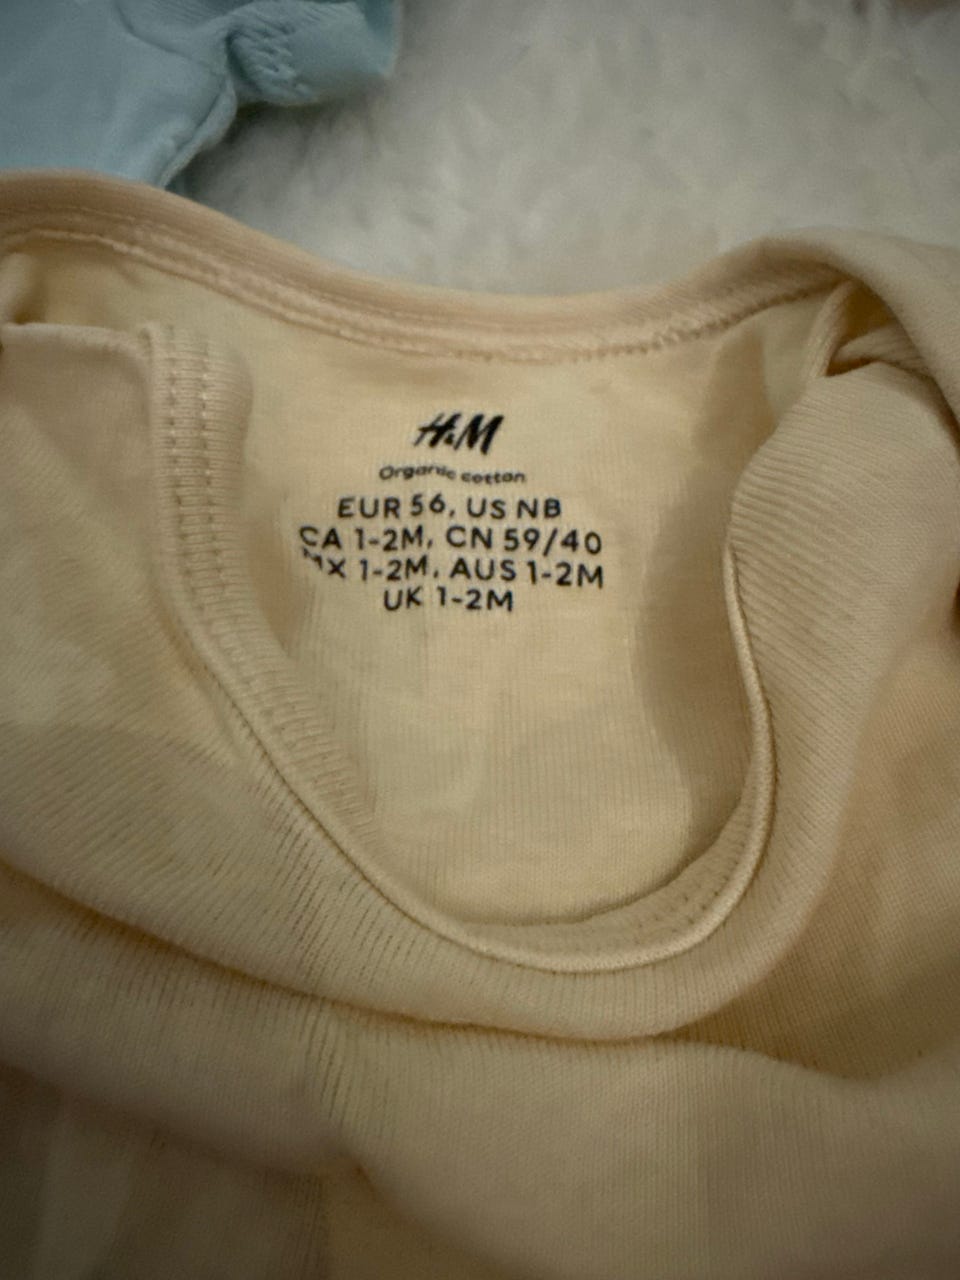 H&M
Organic cotton
EUR 56, US NB
CA 1-2M, CN 59/40
MX 1-2M, AUS 1-2M
UK 1-2M